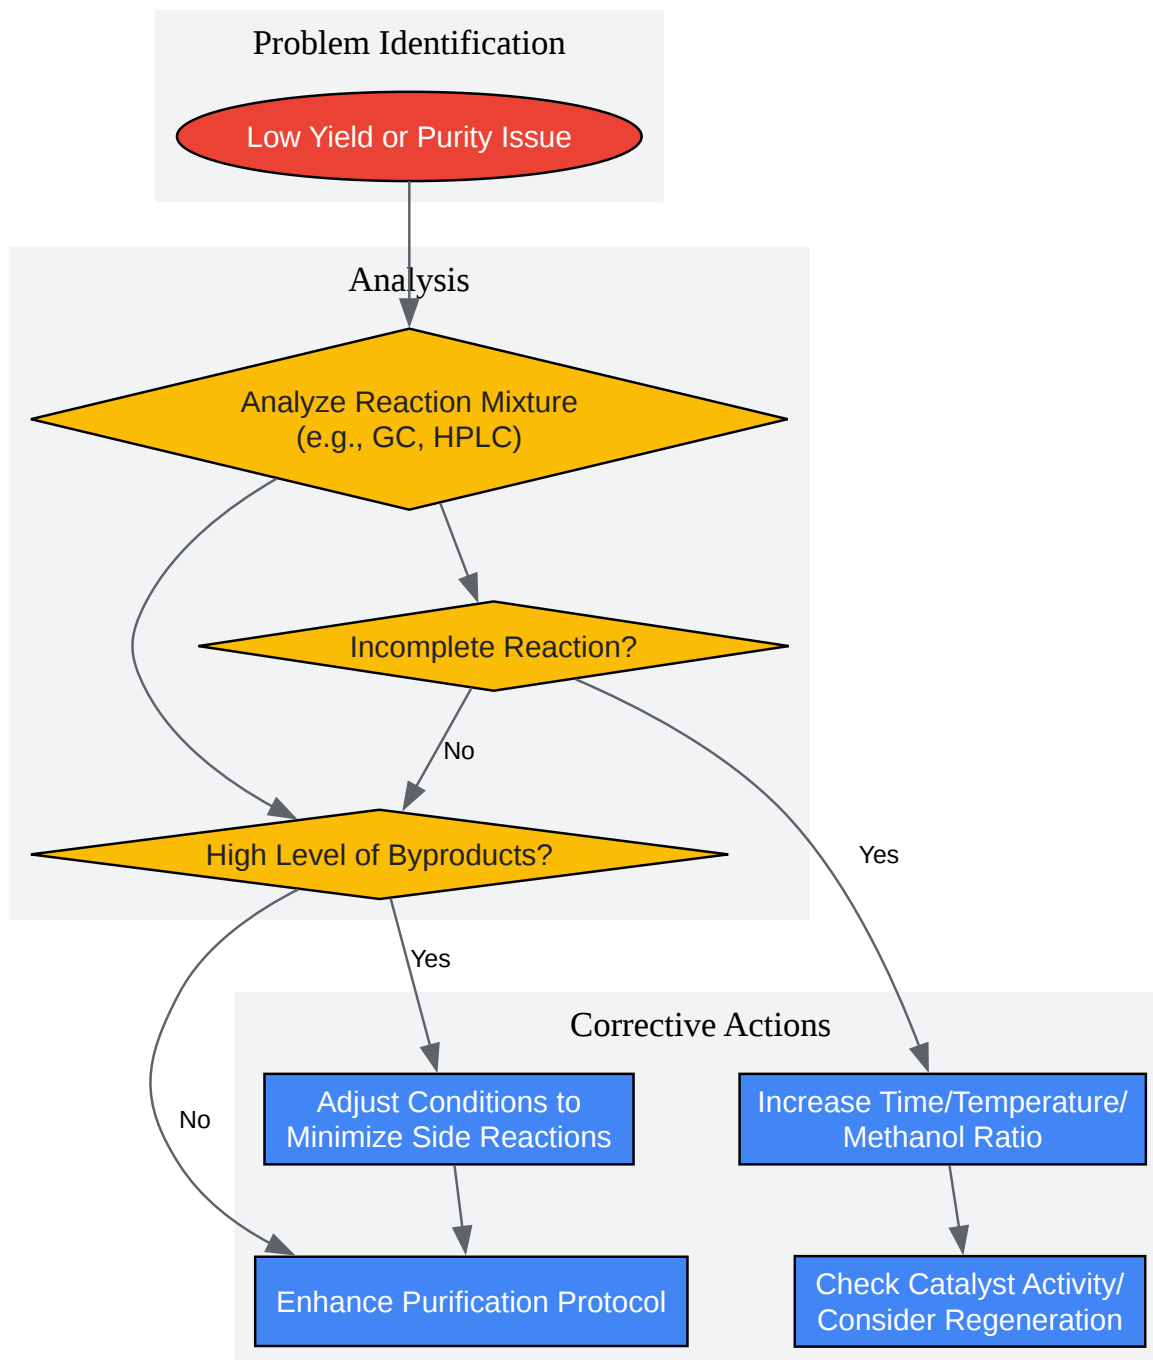 Problem Identification
Low Yield or Purity Issue
Analysis
Analyze Reaction Mixture
(e.g., GC, HPLC)
Incomplete Reaction?
No
Yes
High Level of Byproducts?
Yes
No
Corrective Actions
Adjust Conditions to
Minimize Side Reactions
Increase Time/Temperature/
Methanol Ratio
Enhance Purification Protocol
Check Catalyst Activity/
Consider Regeneration